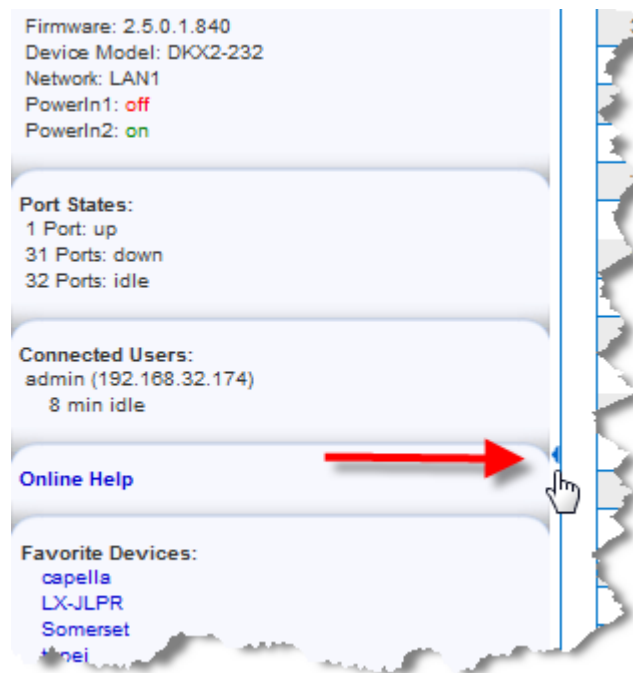 Firmware: 2.5.0.1.840
Device Model: DKX2-232
Network: LAN1
PowerIn1: off
PowerIn2: on
Port States:
1 Port: up
31 Ports: down
32 Ports: idle
Connected Users:
admin (192.168.32.174)
8 min idle
Online Help
Favorite Devices:
capella
LX-JLPR
Somerset